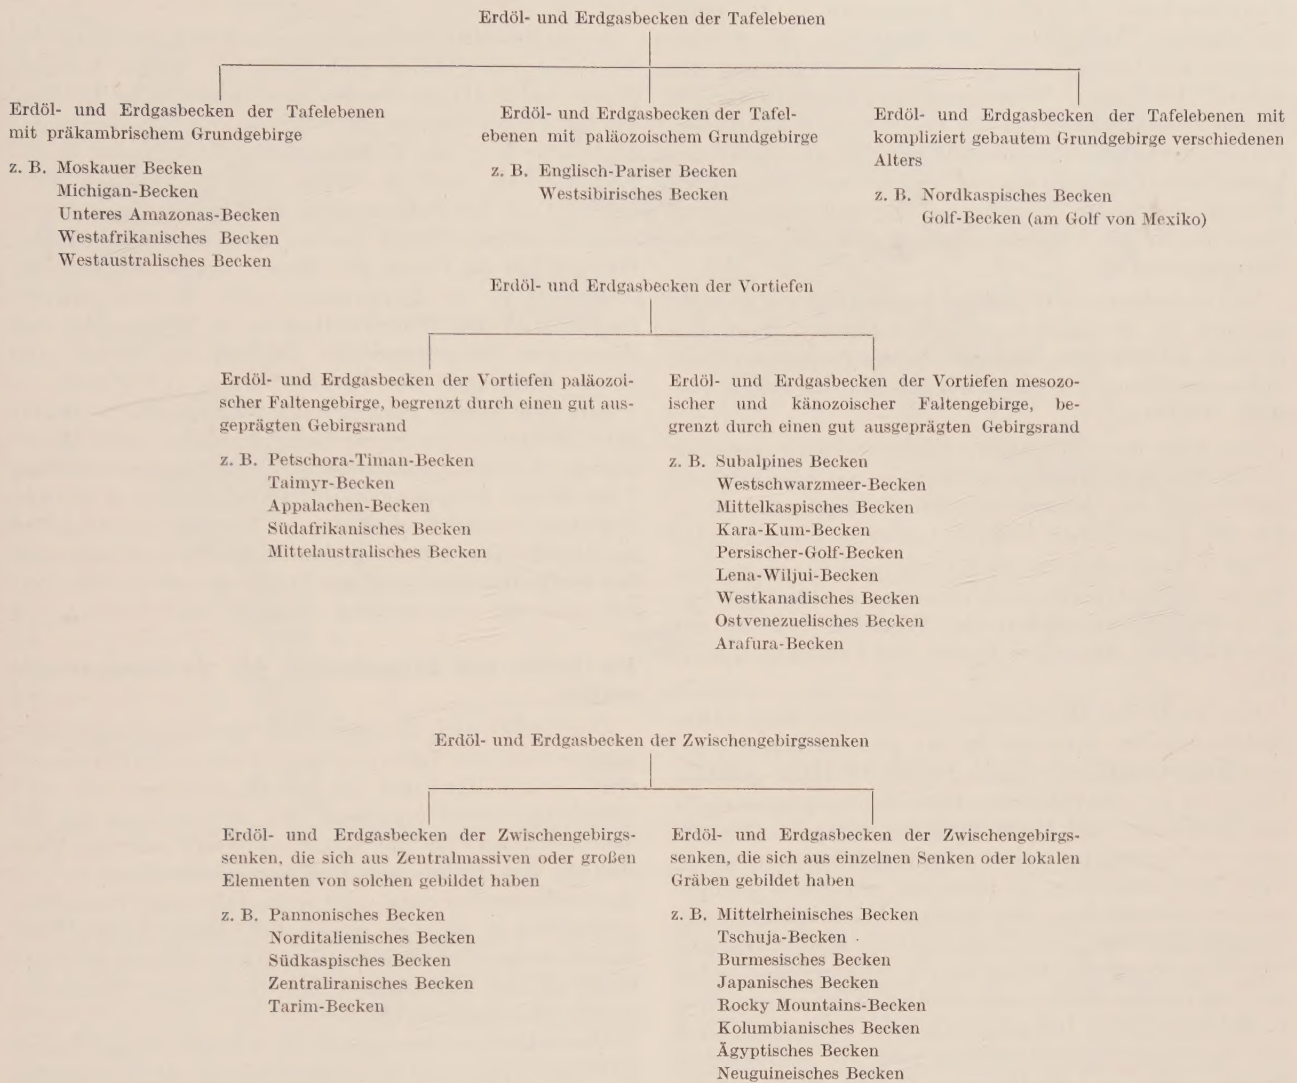 Erdöl- und Erdgasbecken der Tafelebenen
Erdöl- und Erdgasbecken der Tafelebenen
mit präkambrischem Grundgebirge
z. B. Moskauer Becken
Michigan-Becken
Unteres Amazonas-Becken
Westafrikanisches Becken
Westaustralisches Becken
Erdöl- und Erdgasbecken der Tafel-
ebenen mit paläozoischem Grundgebirge
z. B. Englisch-Pariser Becken
Westsibirisches Becken
Erdöl- und Erdgasbecken der Tafelebenen mit
kompliziert gebautem Grundgebirge verschiedenen
Alters
z. B. Nordkaspisches Becken
Golf-Becken (am Golf von Mexiko)
Erdöl- und Erdgasbecken der Vortiefen
Erdöl- und Erdgasbecken der Vortiefen paläozoi-
scher Faltengebirge, begrenzt durch einen gut aus-
geprägten Gebirgsrand
z. B. Petschora-Timan-Becken
Taimyr-Becken
Appalachen-Becken
Südafrikanisches Becken
Mittelaustralisches Becken
Erdöl- und Erdgasbecken der Vortiefen mesozo-
ischer und känozoischer Faltengebirge, be-
grenzt durch einen gut ausgeprägten Gebirgsrand
z. B. Subalpines Becken
Westschwarzmeer-Becken
Mittelkaspisches Becken
Kara-Kum-Becken
Persischer-Golf-Becken
Lena-Wiljui-Becken
Westkanadisches Becken
Ostvenezuelisches Becken
Arafura-Becken
Erdöl- und Erdgasbecken der Zwischengebirgssenken
Erdöl- und Erdgasbecken der Zwischengebirgs-
senken, die sich aus Zentralmassiven oder großen
Elementen von solchen gebildet haben
z. B. Pannonisches Becken
Norditalienisches Becken
Südkaspisches Becken
Zentraliranisches Becken
Tarim-Becken
Erdöl- und Erdgasbecken der Zwischengebirgs-
senken, die sich aus einzelnen Senken oder lokalen
Gräben gebildet haben
z. B. Mittelrheinisches Becken
Tschuja-Becken
Burmesisches Becken
Japanisches Becken
Rocky Mountains-Becken
Kolumbianisches Becken
Ägyptisches Becken
Neuguineisches Becken